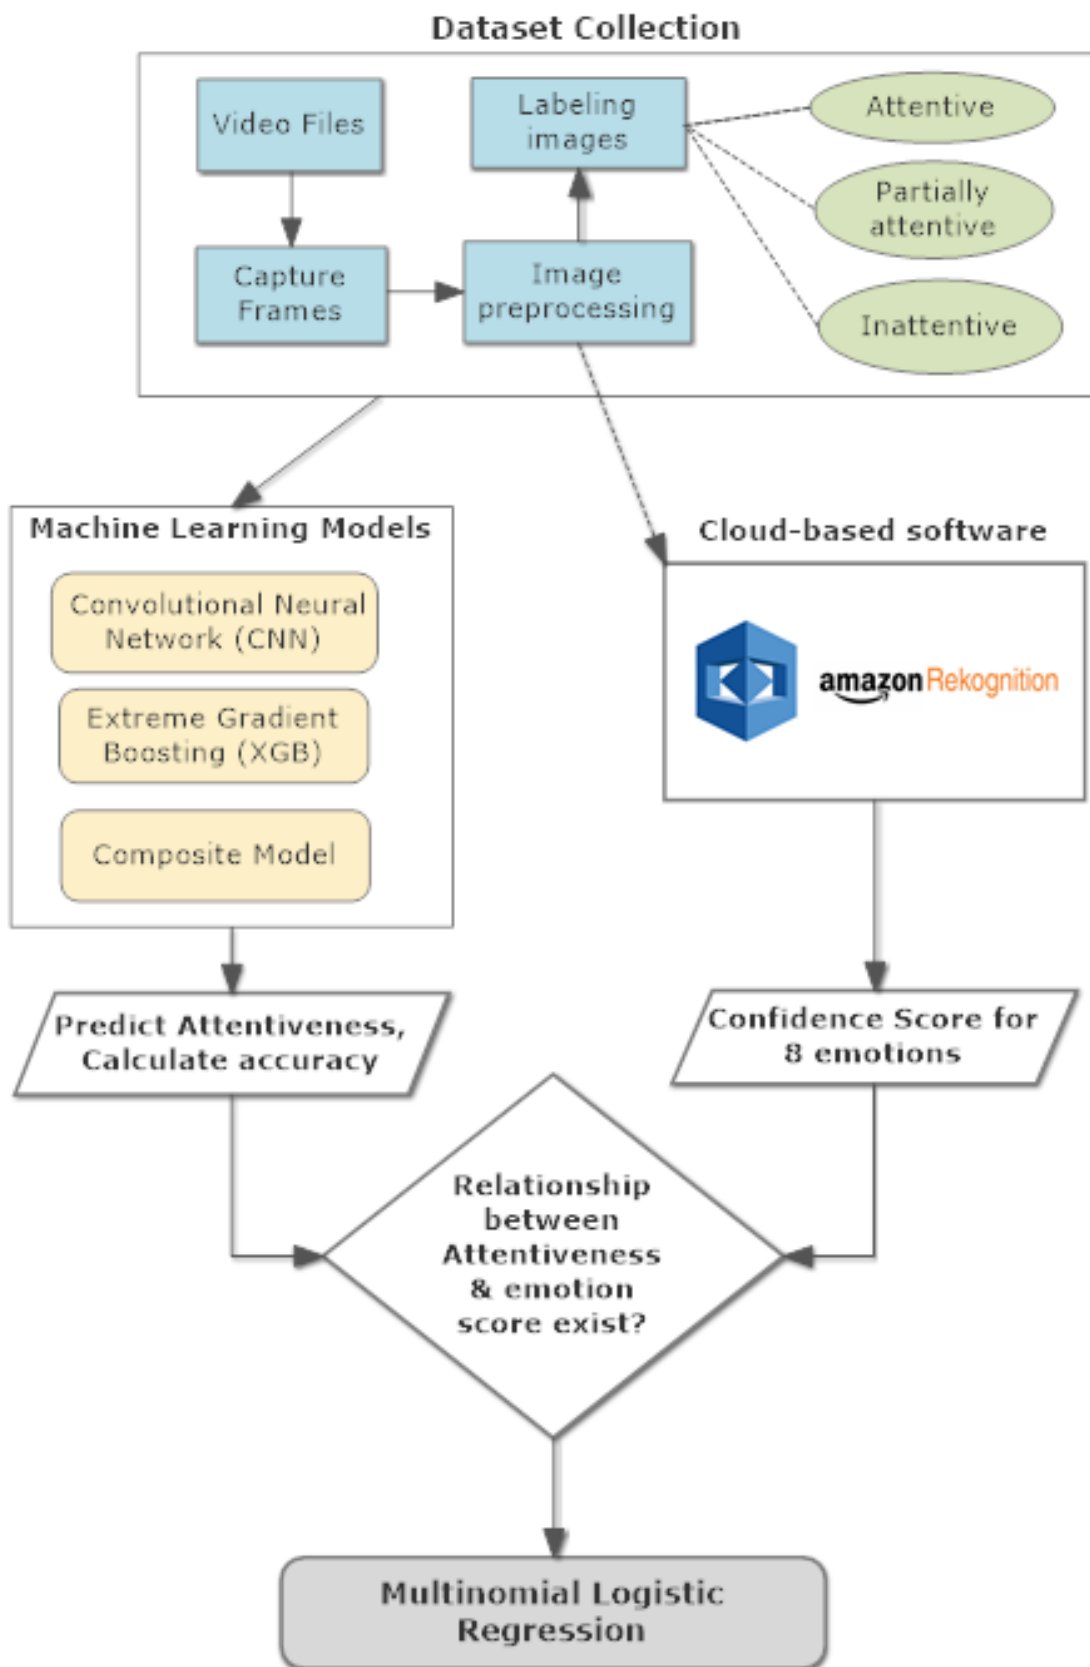 Dataset Collection
Video Files
Labeling
images
Attentive
Partially
attentive
Capture
Frames
Image
preprocessing
Inattentive
Machine Learning Models
Convolutional Neural
Network (CNN)
Extreme Gradient
Boosting (XGB)
Composite Model
Cloud-based software
amazon Rekognition
Predict Attentiveness,
Calculate accuracy
Confidence Score for
8 emotions
Relationship
between
Attentiveness
& emotion
score exist?
Multinomial Logistic
Regression